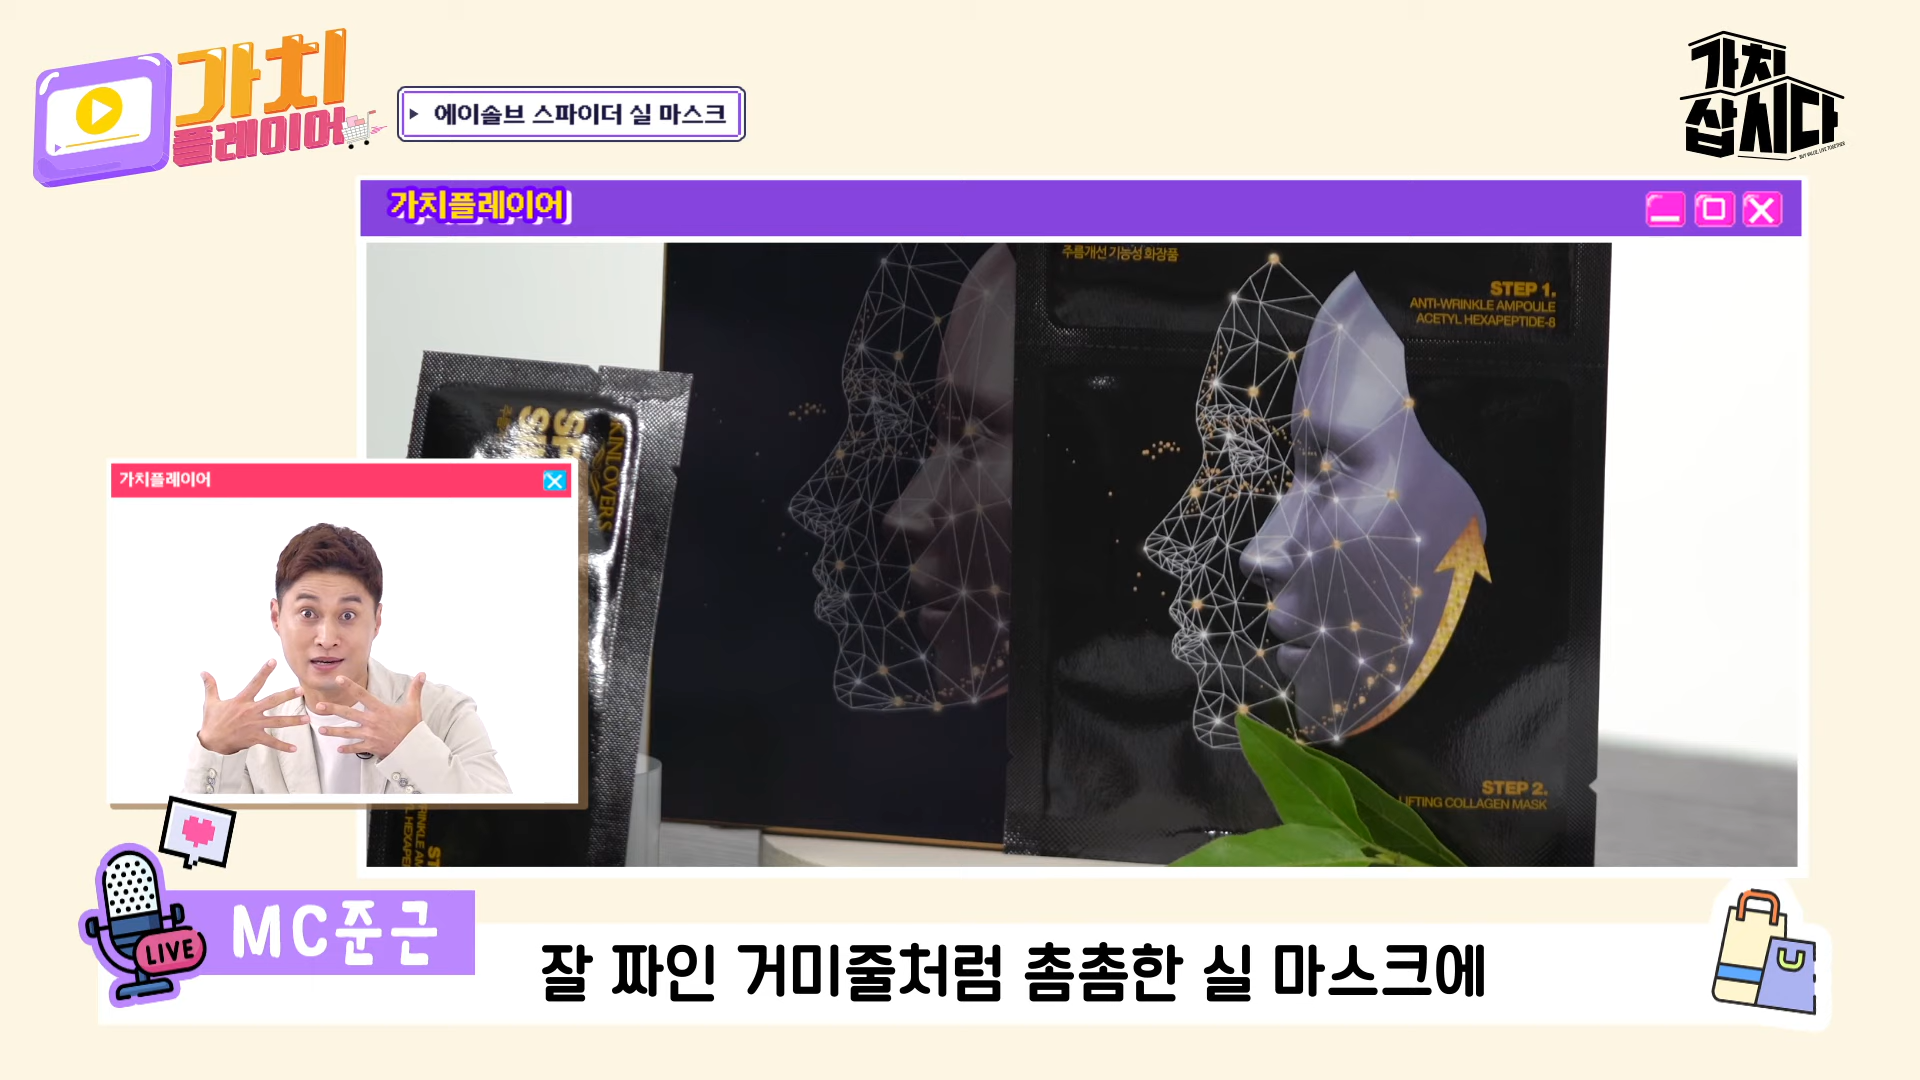 가치
플레이어
에이솔브 스파이더 실 마스크
가치
삽시다
BUY VALUE, LIVE TOGETHER
가치플레이어
주름개선 기능성 화장품
STEP 1.
ANTI-WRINKLE AMPOULE
ACETYL HEXAPEPTIDE-8
가치플레이어
STEP 2.
LIFTING COLLAGEN MASK
LIVE
MC준근
잘 짜인 거미줄처럼 촘촘한 실 마스크에